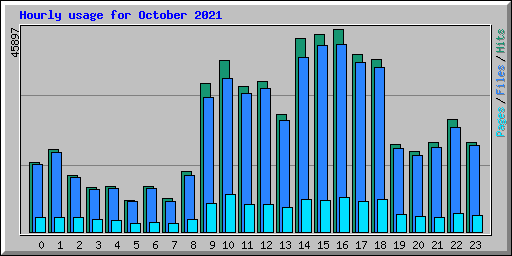 Hourly usage for October 2021
45897
Pages / Files / Hits
0 1 2 3 4 5 6 7 8 9 10 11 12 13 14 15 16 17 18 19 20 21 22 23